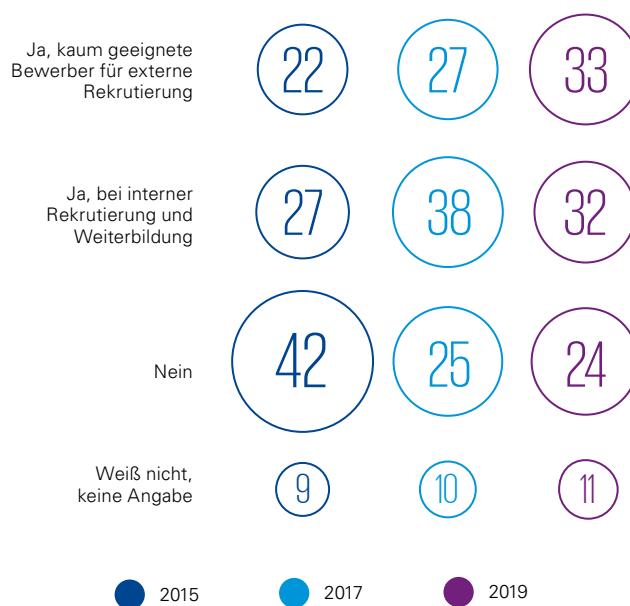 Ja, kaum geeignete
Bewerber für externe
Rekrutierung
22
27
33
Ja, bei interner
Rekrutierung und
Weiterbildung
27
38
32
Nein
42
25
24
Weiß nicht,
keine Angabe
9
10
11
2015
2017
2019